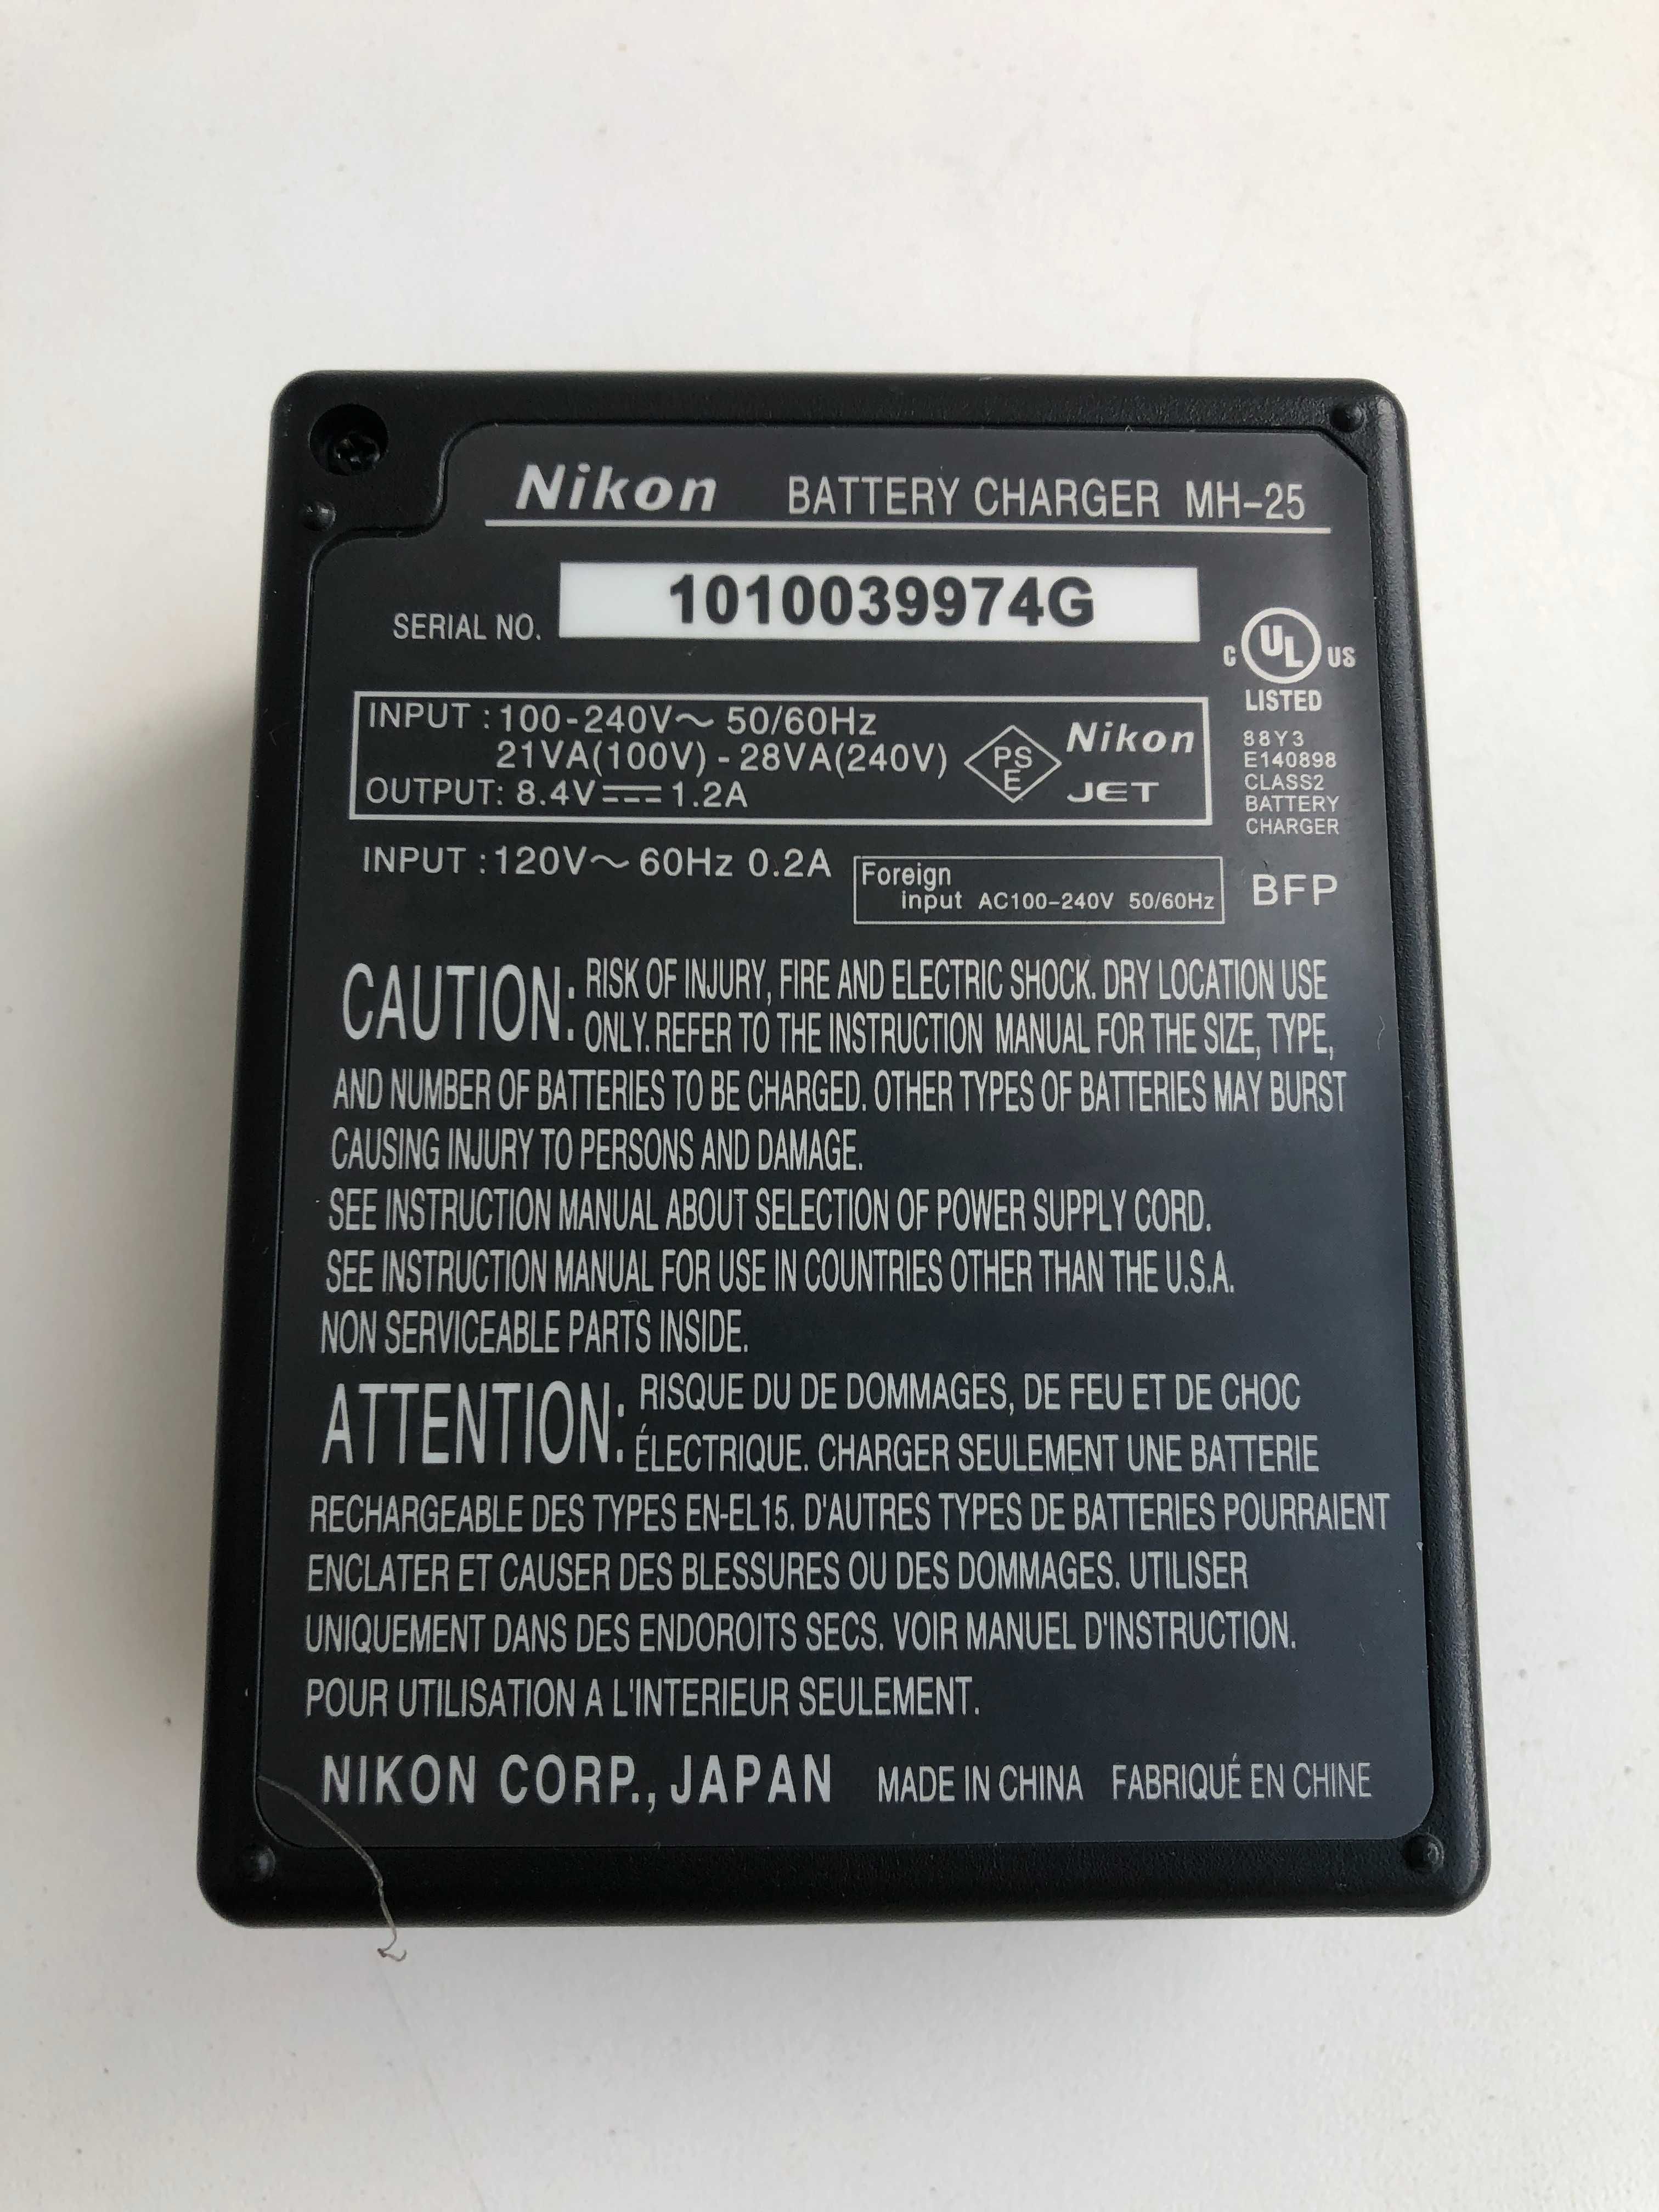 Nikon BATTERY CHARGER MH-25
SERIAL NO. 1010039974G
C UL US
LISTED
88Y3
E140898
CLASS2
BATTERY
CHARGER
INPUT : 100-240V~ 50/60Hz
21VA(100V) - 28VA(240V)
OUTPUT: 8.4V⎓1.2A
PS
E
Nikon
JET
INPUT : 120V~ 60Hz 0.2A
Foreign
input AC100-240V 50/60Hz
BFP
CAUTION: RISK OF INJURY, FIRE AND ELECTRIC SHOCK. DRY LOCATION USE
ONLY. REFER TO THE INSTRUCTION MANUAL FOR THE SIZE, TYPE,
AND NUMBER OF BATTERIES TO BE CHARGED. OTHER TYPES OF BATTERIES MAY BURST
CAUSING INJURY TO PERSONS AND DAMAGE.
SEE INSTRUCTION MANUAL ABOUT SELECTION OF POWER SUPPLY CORD.
SEE INSTRUCTION MANUAL FOR USE IN COUNTRIES OTHER THAN THE U.S.A.
NON SERVICEABLE PARTS INSIDE.
ATTENTION: RISQUE DU DE DOMMAGES, DE FEU ET DE CHOC
ÉLECTRIQUE. CHARGER SEULEMENT UNE BATTERIE
RECHARGEABLE DES TYPES EN-EL15. D'AUTRES TYPES DE BATTERIES POURRAIENT
ENCLATER ET CAUSER DES BLESSURES OU DES DOMMAGES. UTILISER
UNIQUEMENT DANS DES ENDOROITS SECS. VOIR MANUEL D'INSTRUCTION.
POUR UTILISATION A L'INTERIEUR SEULEMENT.
NIKON CORP., JAPAN MADE IN CHINA FABRIQUÉ EN CHINE